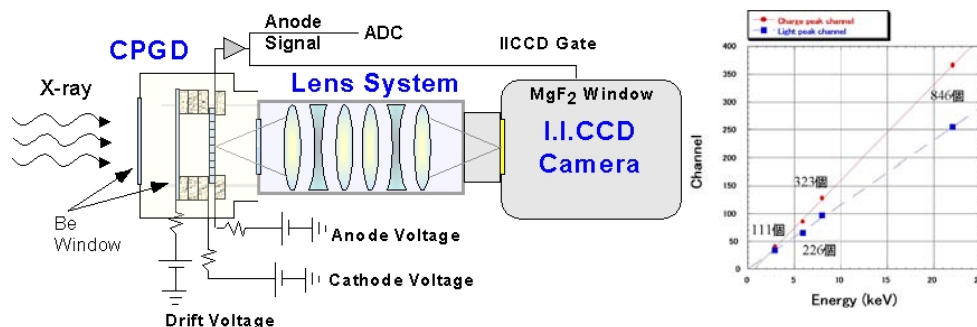 Anode
Signal
ADC
CPGD
IICCD Gate
X-ray
Lens System
MgF2 Window
I.I.CCD
Camera
Be
Window
Anode Voltage
Cathode Voltage
Drift Voltage
Charge peak channel
Light peak channel
400
350
300
250
200
150
100
50
0
Channel
846個
323個
111個
226個
0
5
10
15
20
Energy (keV)